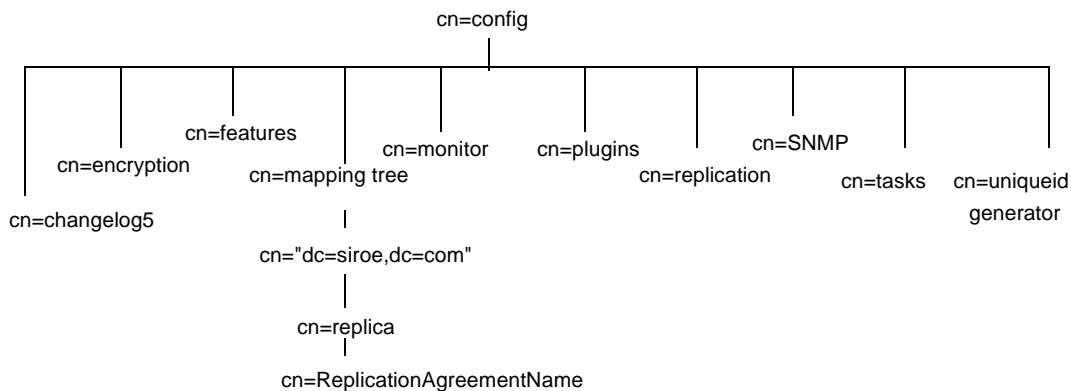 cn=config
cn=features
cn=monitor
cn=plugins
cn=SNMP
cn=encryption
cn=mapping tree
cn=replication
cn=tasks
cn=uniqueid
generator
cn=changelog5
cn="dc=siroe,dc=com"
cn=replica
cn=ReplicationAgreementName